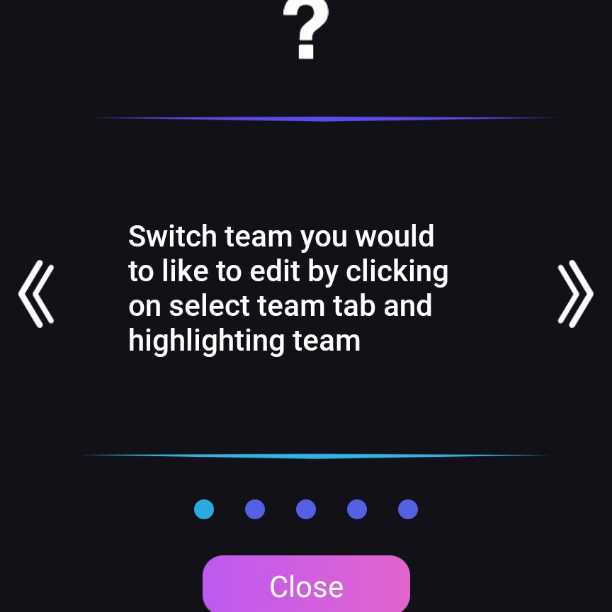 ?
Switch team you would
to like to edit by clicking
on select team tab and
highlighting team
Close